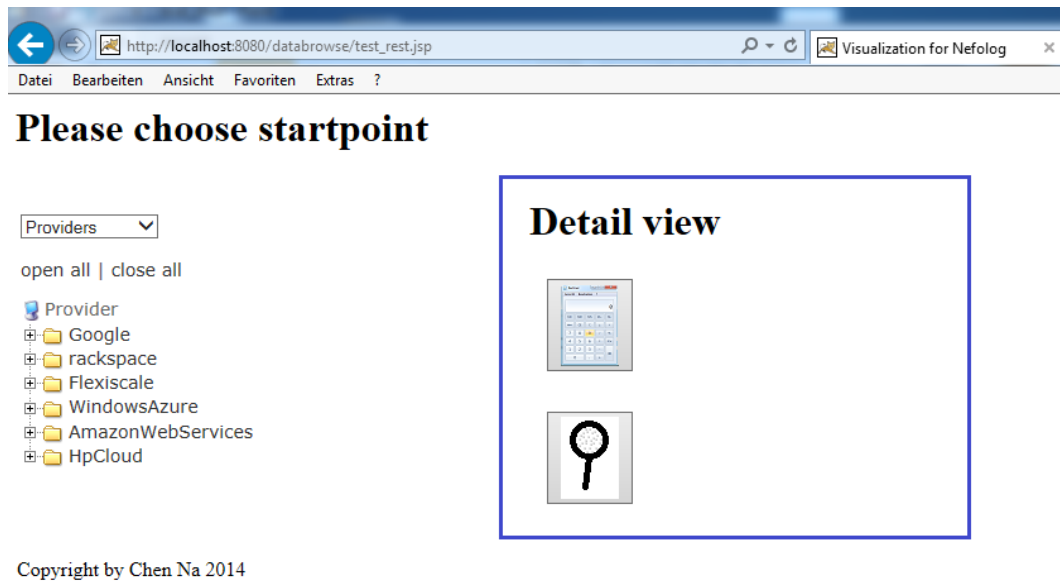 http://localhost:8080/databrowse/test_rest.jsp
Visualization for Nefolog
Datei Bearbeiten Ansicht Favoriten Extras ?
Please choose startpoint
Providers
open all | close all
Provider
Google
rackspace
Flexiscale
WindowsAzure
AmazonWebServices
HpCloud
Detail view
Copyright by Chen Na 2014